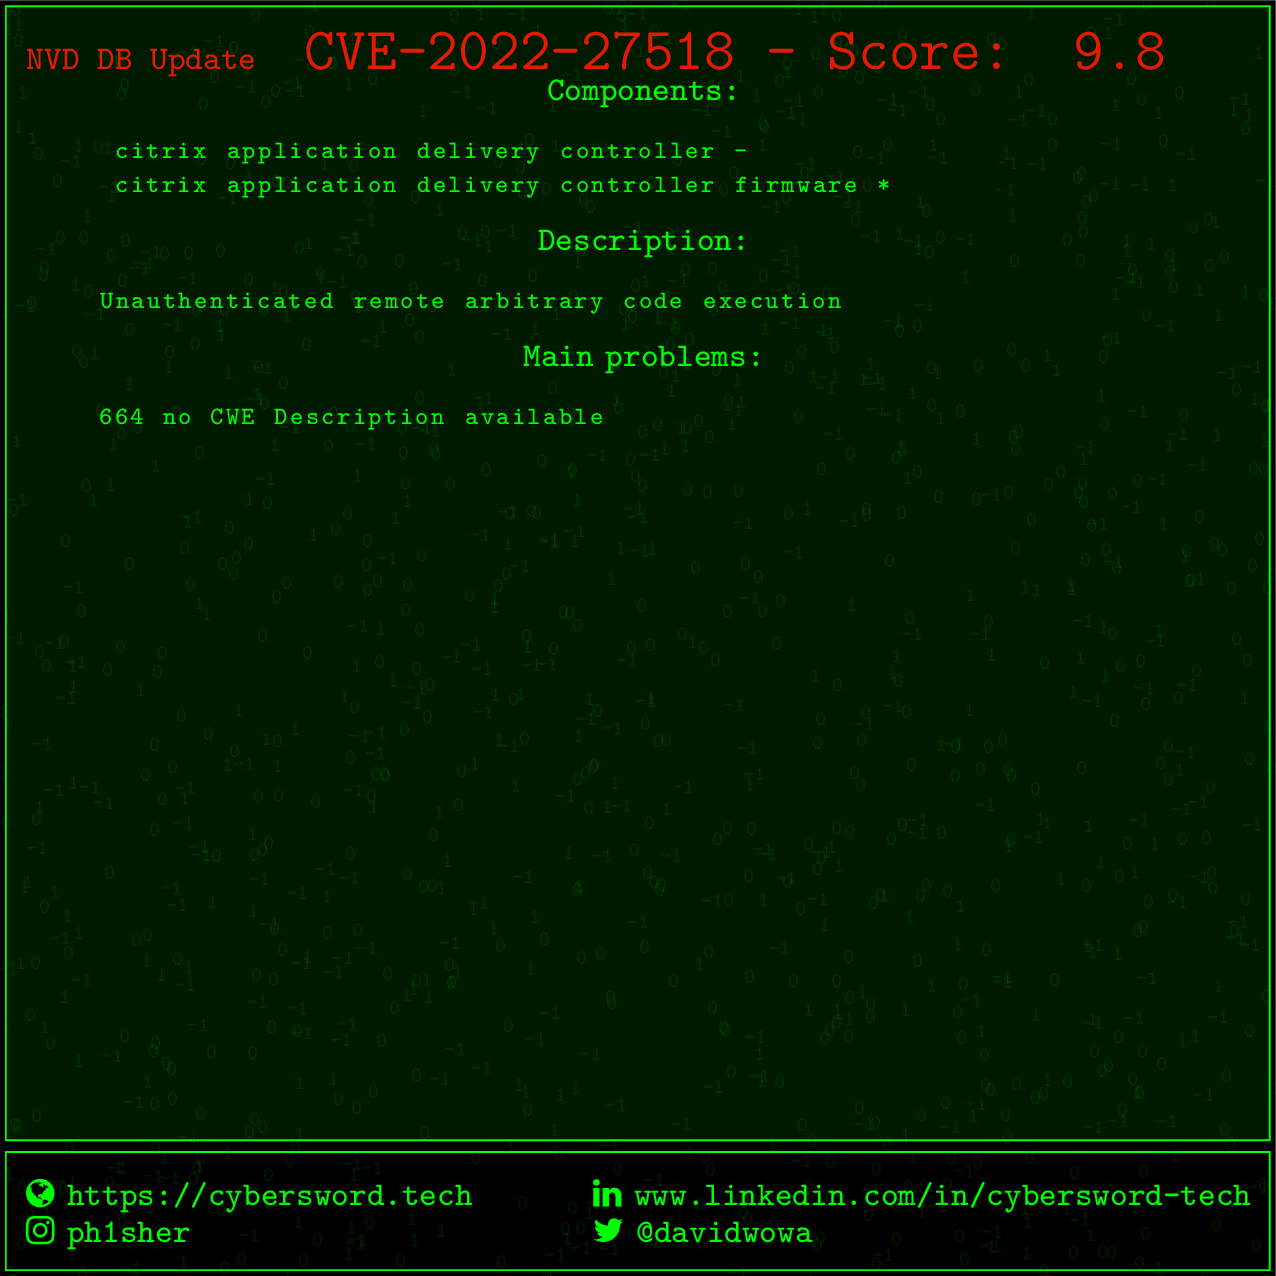 NVD DB Update CVE-2022-27518 - Score: 9.8
Components:
citrix application delivery controller -
citrix application delivery controller firmware *
Description:
Unauthenticated remote arbitrary code execution
Main problems:
664 no CWE Description available
https://cybersword.tech
www.linkedin.com/in/cybersword-tech
ph1sher
@davidwowa